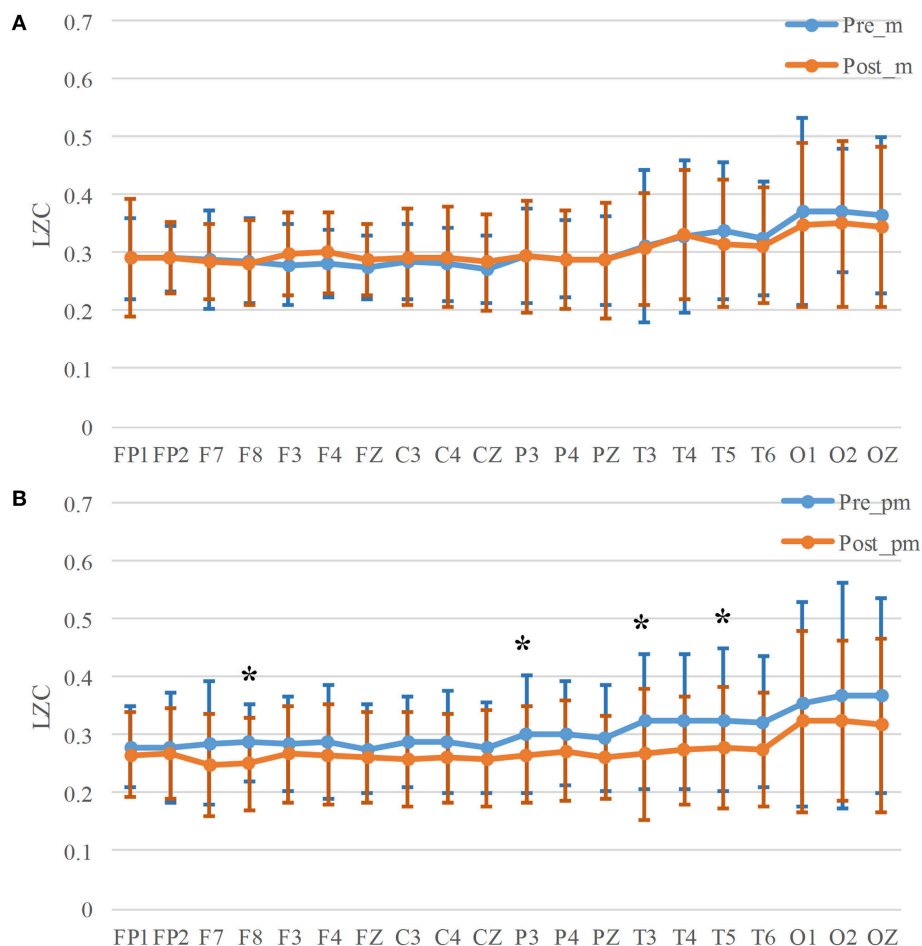 A
0.7
Pre_m
Post_m
0.6
0.5
0.4
LZC
0.3
0.2
0.1
0
FP1 FP2 F7 F8 F3 F4 FZ C3 C4 CZ P3 P4 PZ T3 T4 T5 T6 O1 O2 OZ
B
0.7
Pre_pm
Post_pm
0.6
0.5
* * * *
0.4
LZC
0.3
0.2
0.1
0
FP1 FP2 F7 F8 F3 F4 FZ C3 C4 CZ P3 P4 PZ T3 T4 T5 T6 O1 O2 OZ